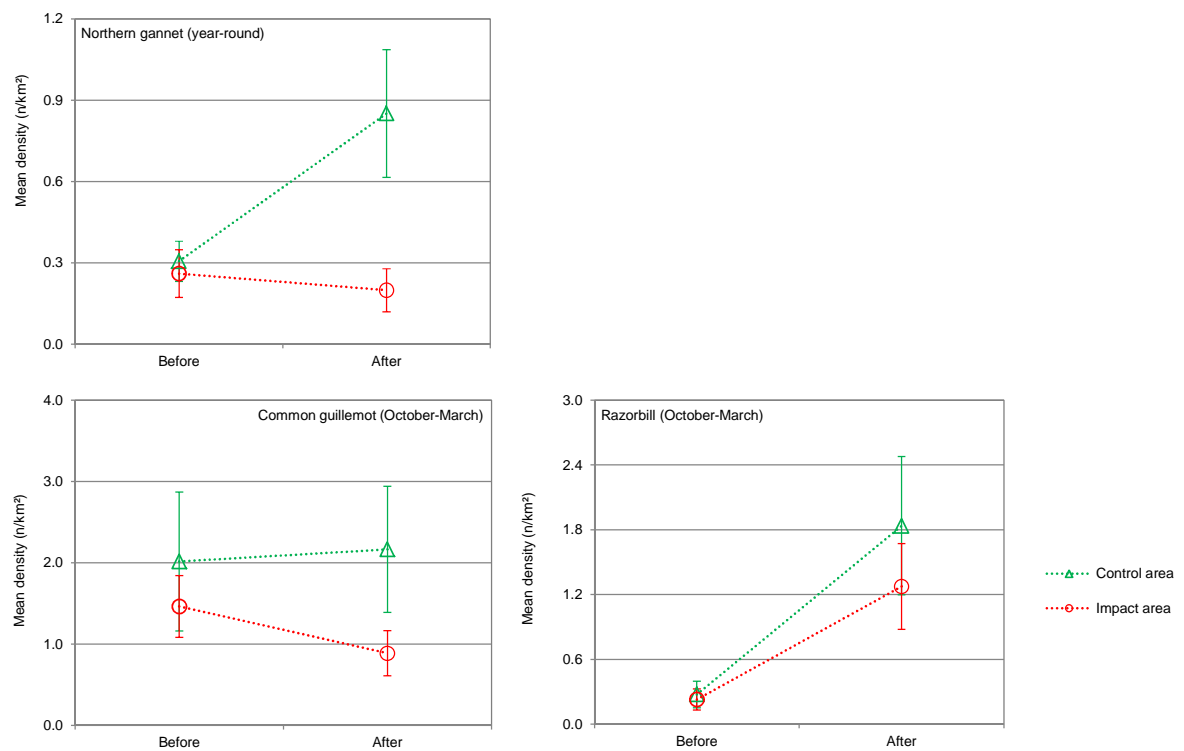 Northern gannet (year-round)
Mean density (n/km²)
1.2
0.9
0.6
0.3
0.0
Before
After
Common guillemot (October-March)
Mean density (n/km²)
4.0
3.0
2.0
1.0
0.0
Before
After
Razorbill (October-March)
Mean density (n/km²)
3.0
2.4
1.8
1.2
0.6
0.0
Before
After
Control area
Impact area